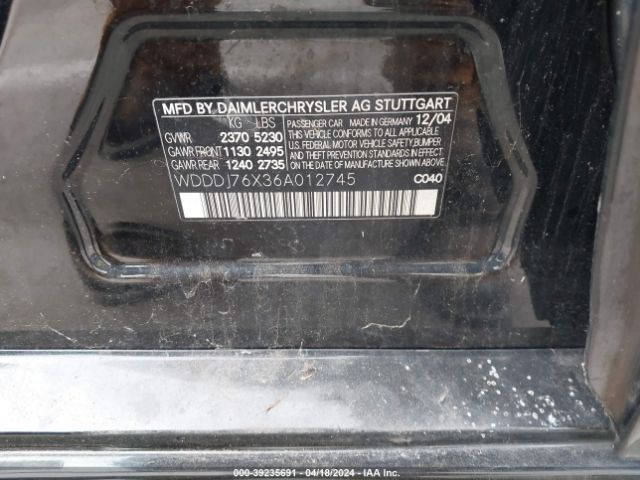 MFD BY DAIMLERCHRYSLER AG STUTTGART
KG LBS PASSENGER CAR MADE IN GERMANY 12/04
GVWR 2370 5230 THIS VEHICLE CONFORMS TO ALL APPLICABLE
GAWR FRONT 1130 2495 U.S. FEDERAL MOTOR VEHICLE SAFETY, BUMPER
GAWR REAR 1240 2735 AND THEFT PREVENTION STANDARDS IN EFFECT ON THE DATE OF MANUFACTURE SHOWN ABOVE.
WDDDJ76X36A012745 C040
000-39235691 - 04/18/2024 - IAA Inc.